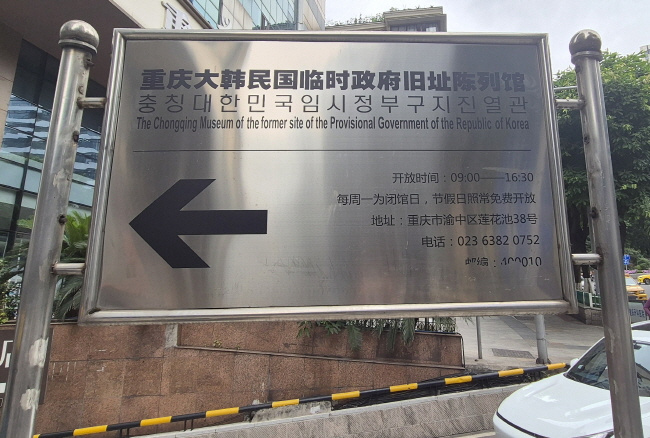 重庆大韩民国临时政府旧址陈列馆
충칭대한민국임시정부구지진열관
The Chongqing Museum of the former site of the Provisional Government of the Republic of Korea
开放时间：09:00——16:30
每周一为闭馆日，节假日照常免费开放
地址：重庆市渝中区莲花池38号
电话：023 6382 0752
邮编：400010